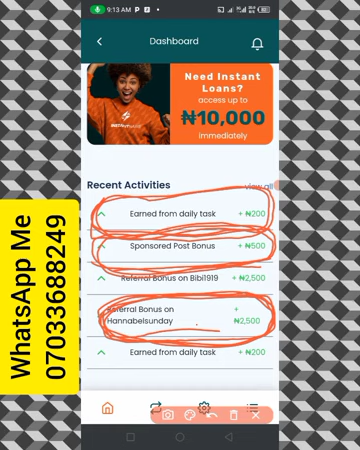 9:13 AM P
Dashboard
Need Instant
Loans?
access up to
₦10,000
immediately
Recent Activities
view all
Earned from daily task + ₦200
Sponsored Post Bonus + ₦500
Referral Bonus on Bibi1919 + ₦2,500
Referral Bonus on
Hannabelsunday
+
₦2,500
Earned from daily task + ₦200
WhatsApp Me
07033688249